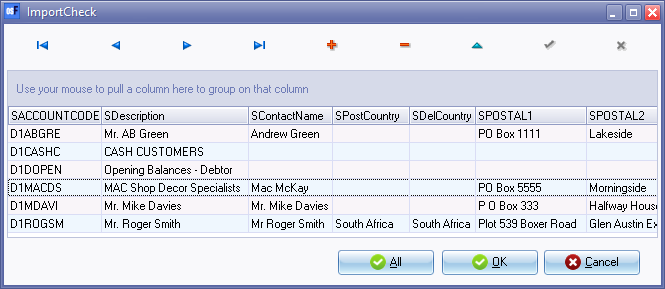 ImportCheck
Use your mouse to pull a column here to group on that column
SACCOUNTCODE SDescription SContactName SPostCountry SDelCountry SPOSTAL1 SPOSTAL2
D1ABGRE Mr. AB Green Andrew Green PO Box 1111 Lakeside
D1CASHC CASH CUSTOMERS
D1DOPEN Opening Balances - Debtor
D1MACDS MAC Shop Decor Specialists Mac McKay PO Box 5555 Morningside
D1MDAVI Mr. Mike Davies Mr. Mike Davies P O Box 333 Halfway Hous
D1ROGSM Mr. Roger Smith Mr Roger Smith South Africa South Africa Plot 539 Boxer Road Glen Austin Ex
All OK Cancel